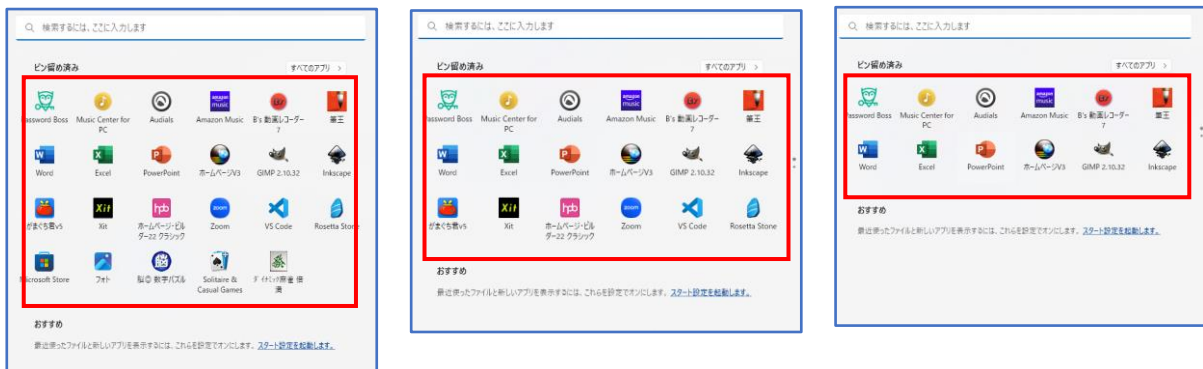 検索するには、ここに入力します
ピン留め済み
すべてのアプリ >
assword Boss
Music Center for PC
Audials
Amazon Music
B's 動画レコーダー 7
筆王
Word
Excel
PowerPoint
ホームページV3
GIMP 2.10.32
Inkscape
がまぐち君v5
Xit
ホームページ・ビルダー22 クラシック
Zoom
VS Code
Rosetta Stone
Microsoft Store
フォト
脳◎ 数字パズル
Solitaire & Casual Games
おすすめ
最近使ったファイルと新しいアプリを表示するには、これらを設定でオンにします。 スタート設定を起動します。
検索するには、ここに入力します
ピン留め済み
すべてのアプリ >
assword Boss
Music Center for PC
Audials
Amazon Music
B's 動画レコーダー 7
筆王
Word
Excel
PowerPoint
ホームページV3
GIMP 2.10.32
Inkscape
がまぐち君v5
Xit
ホームページ・ビルダー22 クラシック
Zoom
VS Code
Rosetta Stone
おすすめ
最近使ったファイルと新しいアプリを表示するには、これらを設定でオンにします。 スタート設定を起動します。
検索するには、ここに入力します
ピン留め済み
すべてのアプリ >
assword Boss
Music Center for PC
Audials
Amazon Music
B's 動画レコーダー 7
筆王
Word
Excel
PowerPoint
ホームページV3
GIMP 2.10.32
Inkscape
おすすめ
最近使ったファイルと新しいアプリを表示するには、これらを設定でオンにします。 スタート設定を起動します。